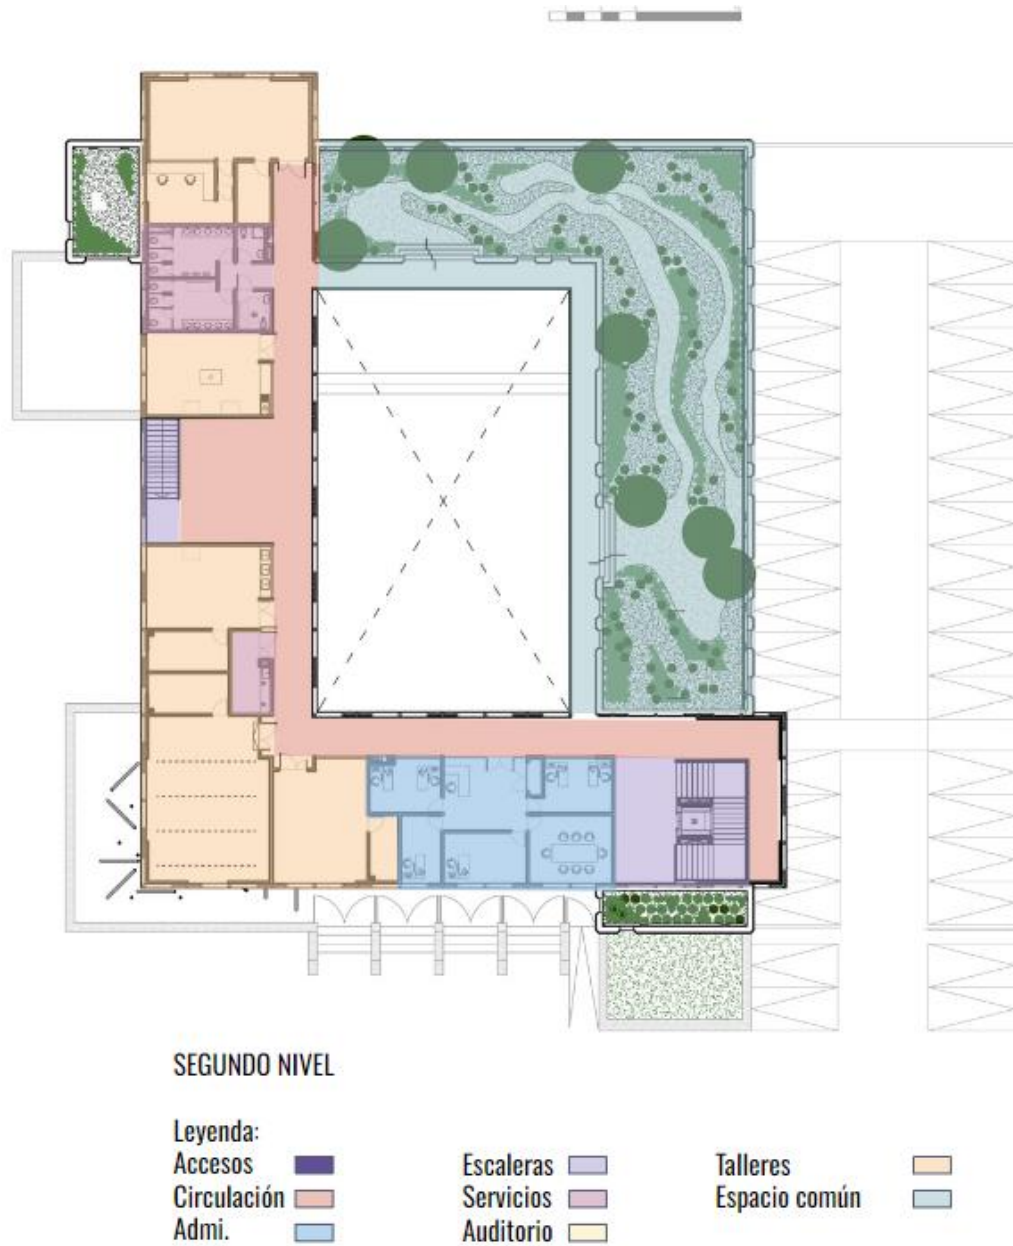 SEGUNDO NIVEL
Leyenda:
Accesos
Circulación
Admi.
Escaleras
Servicios
Auditorio
Talleres
Espacio común